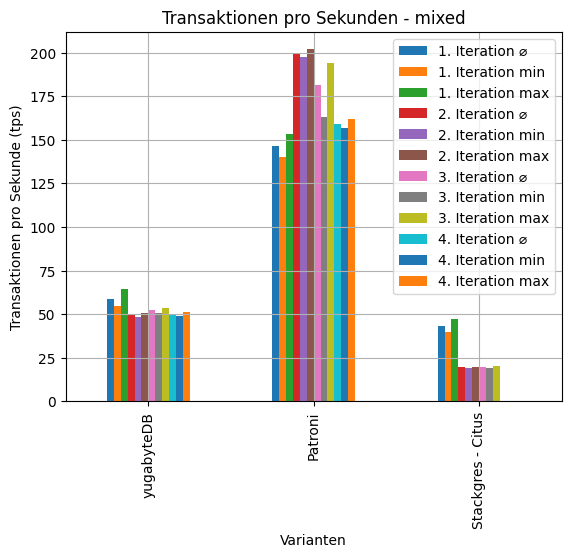 Transaktionen pro Sekunden - mixed
Transaktionen pro Sekunde (tps)
200
175
150
125
100
75
50
25
0
1. Iteration ⌀
1. Iteration min
1. Iteration max
2. Iteration ⌀
2. Iteration min
2. Iteration max
3. Iteration ⌀
3. Iteration min
3. Iteration max
4. Iteration ⌀
4. Iteration min
4. Iteration max
yugabyteDB
Patroni
Stackgres - Citus
Varianten